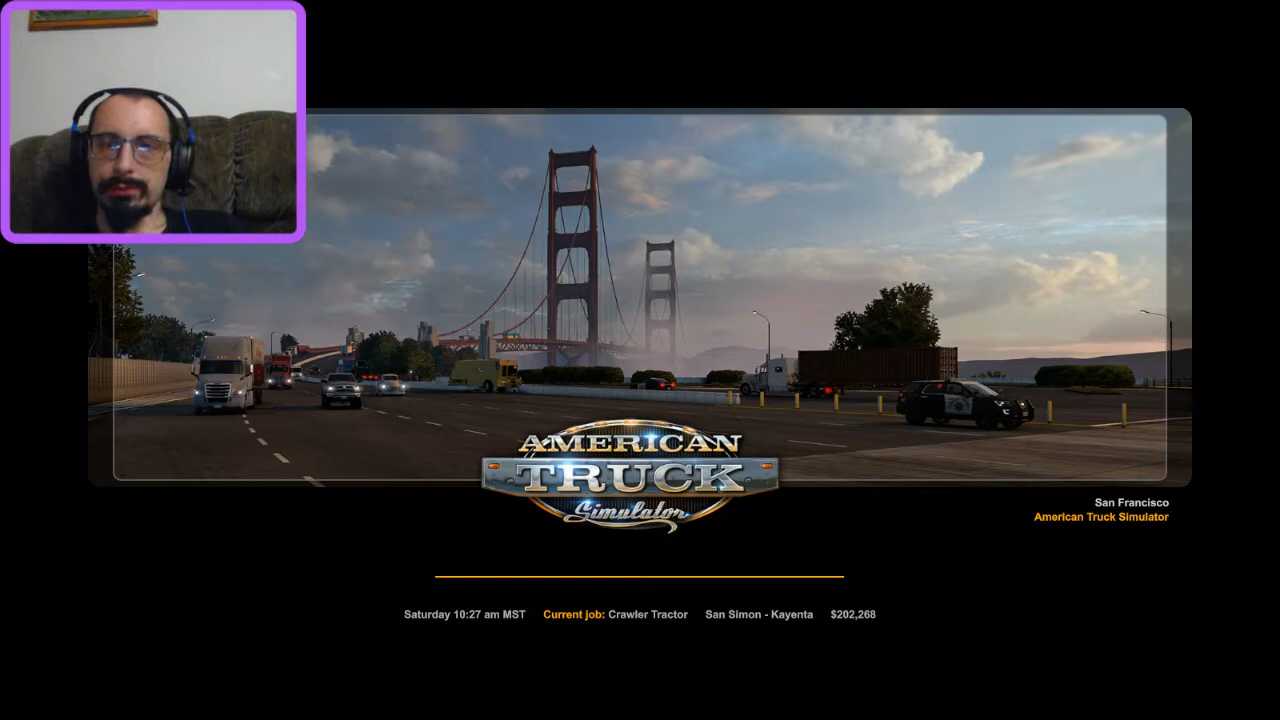 AMERICAN
TRUCK
Simulator
San Francisco
American Truck Simulator
Saturday 10:27 am MST Current job: Crawler Tractor San Simon - Kayenta $202,268